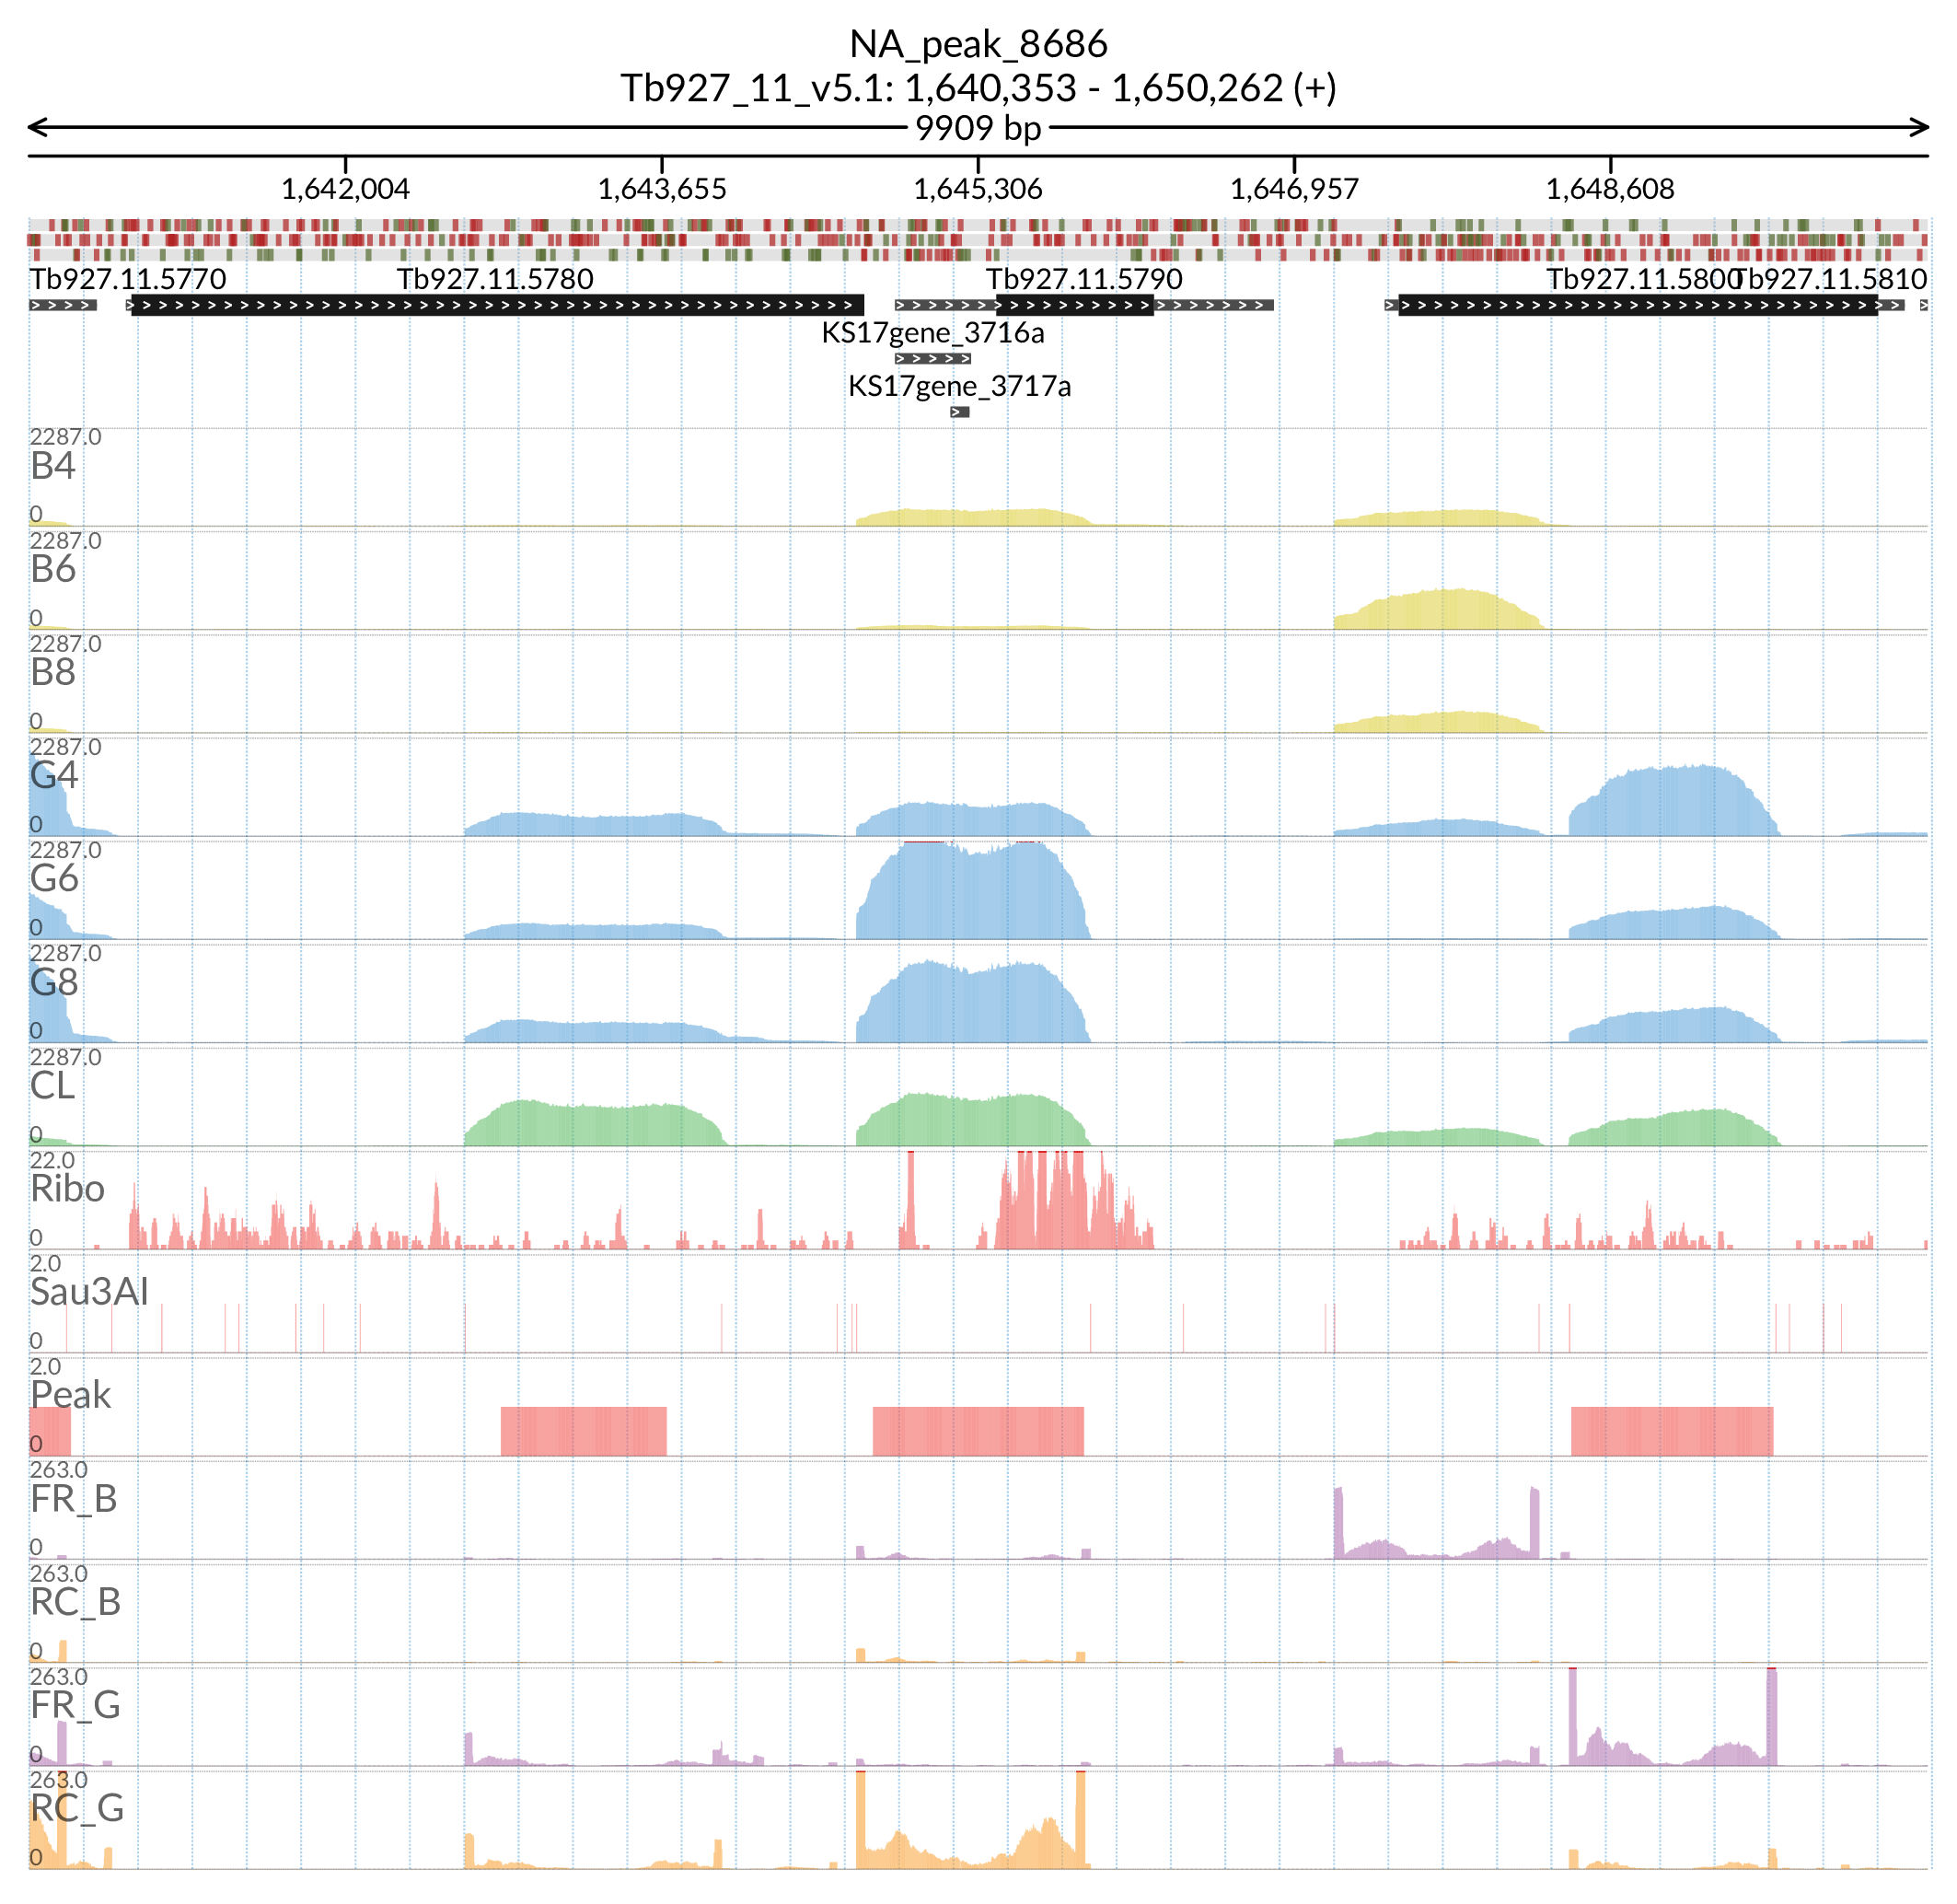 NA_peak_8686
Tb927_11_v5.1: 1,640,353 - 1,650,262 (+)
9909 bp
1,642,004 1,643,655 1,645,306 1,646,957 1,648,608
Tb927.11.5770 Tb927.11.5780 Tb927.11.5790 Tb927.11.5800 Tb927.11.5810
KS17gene_3716a
KS17gene_3717a
2287.0
B4
0
2287.0
B6
0
2287.0
B8
0
2287.0
G4
0
2287.0
G6
0
2287.0
G8
0
2287.0
CL
0
22.0
Ribo
0
2.0
Sau3AI
0
2.0
Peak
0
263.0
FR_B
0
263.0
RC_B
0
263.0
FR_G
0
263.0
RC_G
0